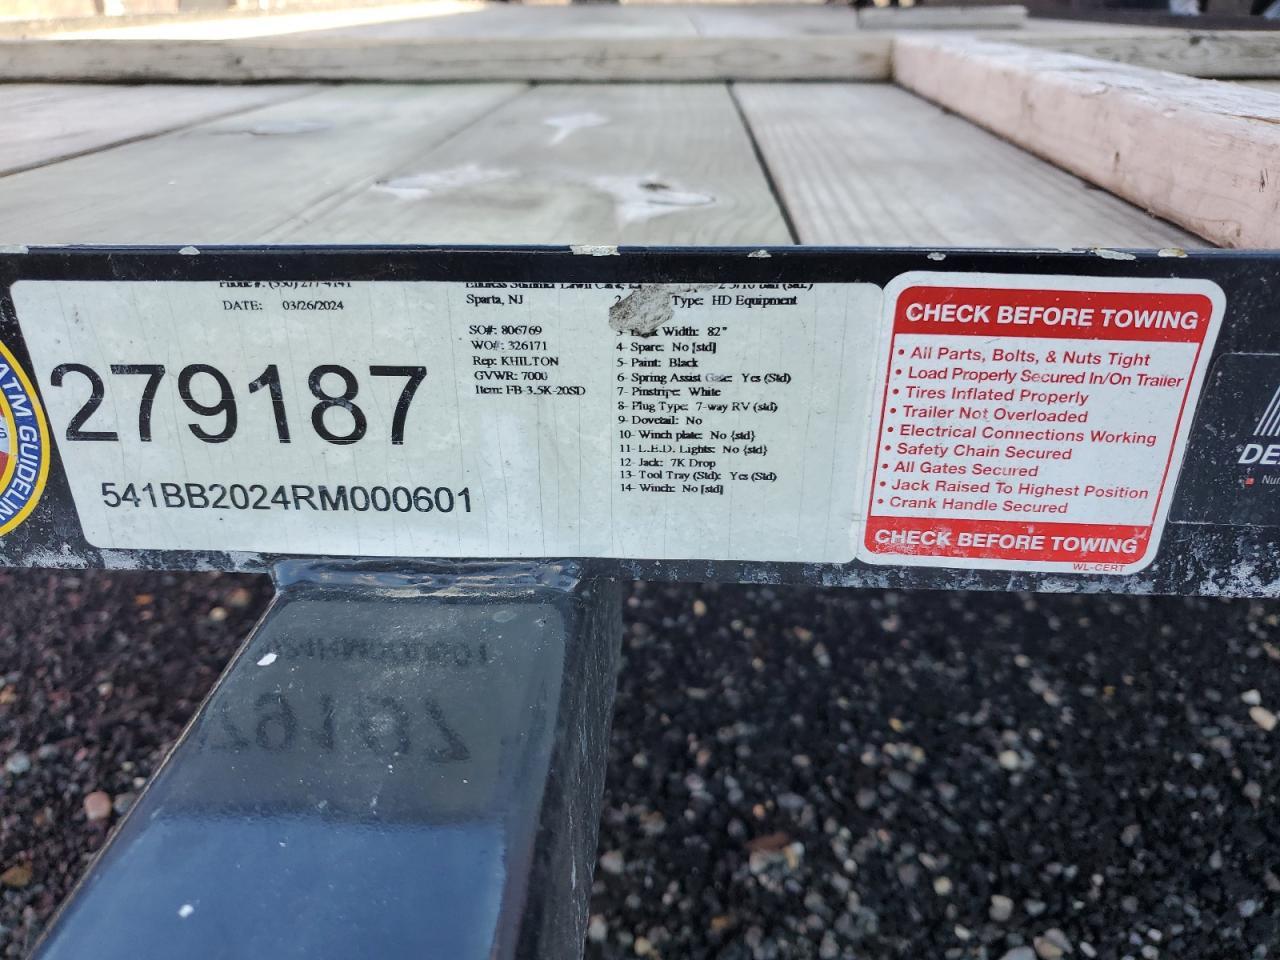 DATE: 03/26/2024
279187
541BB2024RM000601
Sparta, NJ
SO#: 806769
WO#: 326171
Rep: KHILTON
GVWR: 7000
Item: FB-3.5K-20SD
Type: HD Equipment
3- Width: 82"
4- Spare: No [std]
5- Paint: Black
6- Spring Assist Gate: Yes (Std)
7- Pinstripe: White
8- Plug Type: 7-way RV (std)
9- Dovetail: No
10- Winch plate: No {std}
11- L.E.D. Lights: No {std}
12- Jack: 7K Drop
13- Tool Tray (Std): Yes (Std)
14- Winch: No [std]
CHECK BEFORE TOWING
• All Parts, Bolts, & Nuts Tight
• Load Properly Secured In/On Trailer
• Tires Inflated Properly
• Trailer Not Overloaded
• Electrical Connections Working
• Safety Chain Secured
• All Gates Secured
• Jack Raised To Highest Position
• Crank Handle Secured
CHECK BEFORE TOWING
WL-CERT